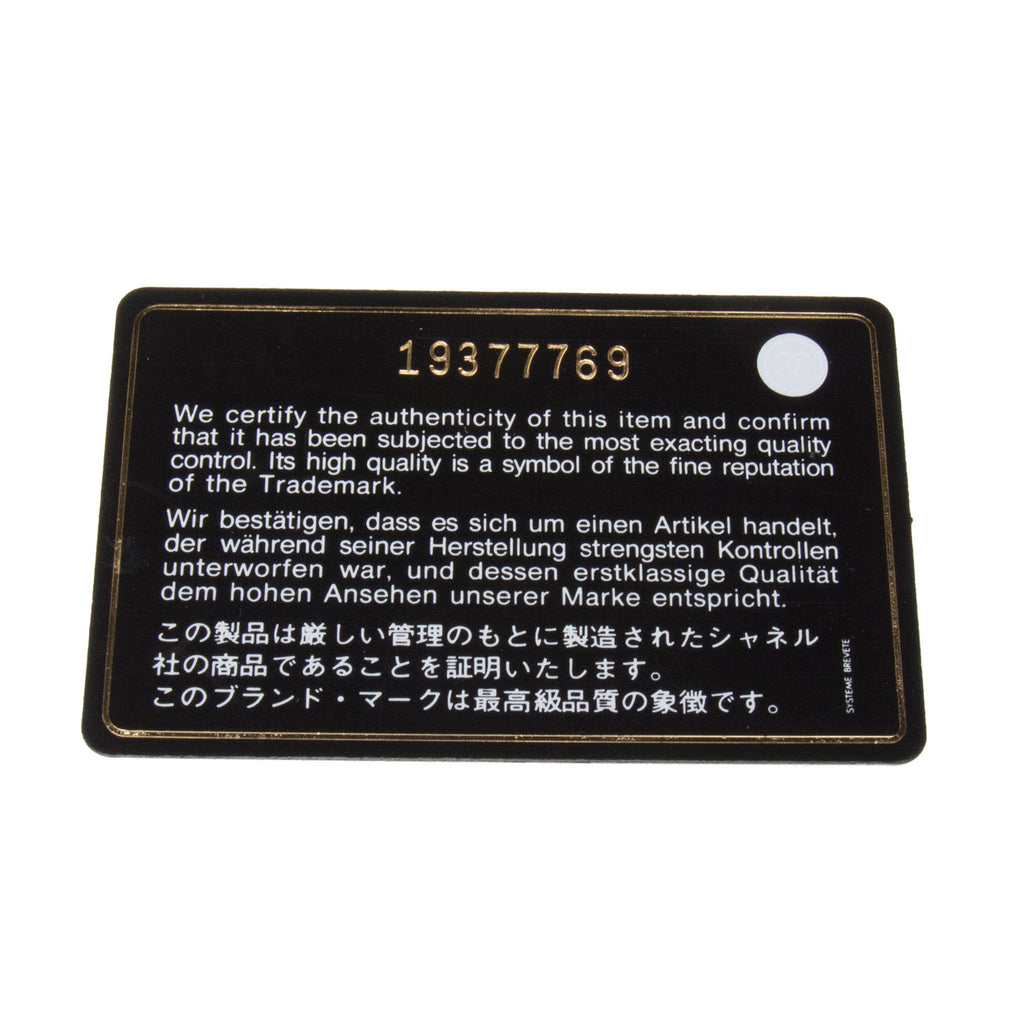 19377769
We certify the authenticity of this item and confirm
that it has been subjected to the most exacting quality
control. Its high quality is a symbol of the fine reputation
of the Trademark.
Wir bestätigen, dass es sich um einen Artikel handelt,
der während seiner Herstellung strengsten Kontrollen
unterworfen war, und dessen erstklassige Qualität
dem hohen Ansehen unserer Marke entspricht.
この製品は厳しい管理のもとに製造されたシャネル
社の商品であることを証明いたします。
このブランド・マークは最高級品質の象徴です。
SYSTEME BREVETE